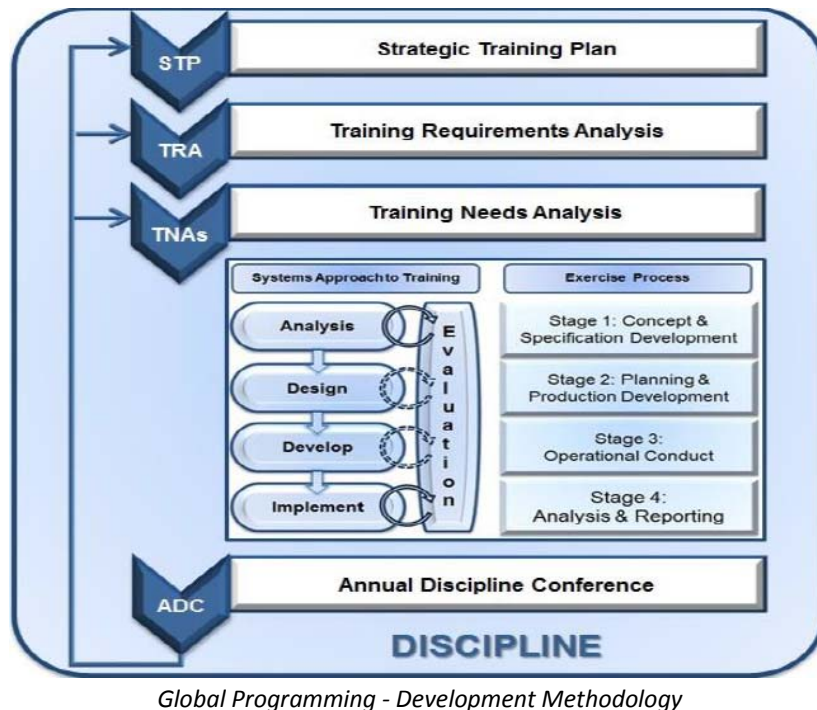 STP
Strategic Training Plan
TRA
Training Requirements Analysis
TNAs
Training Needs Analysis
Systems Approach to Training
Analysis
Design
Develop
Implement
Evaluation
Exercise Process
Stage 1: Concept &
Specification Development
Stage 2: Planning &
Production Development
Stage 3:
Operational Conduct
Stage 4:
Analysis & Reporting
ADC
Annual Discipline Conference
DISCIPLINE
Global Programming - Development Methodology